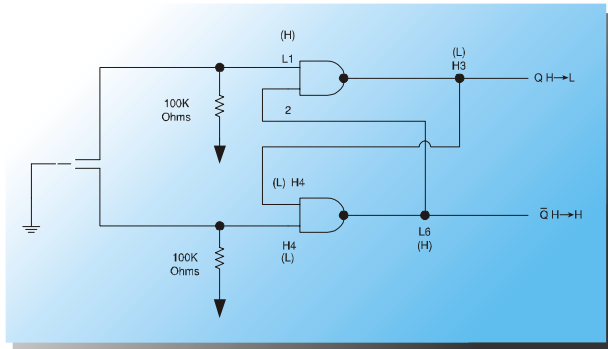 (H)
L1
(L)
H3
Q H→L
100K
Ohms
2
(L) H4
Q̅ H→H
H4
(L)
L6
(H)
100K
Ohms